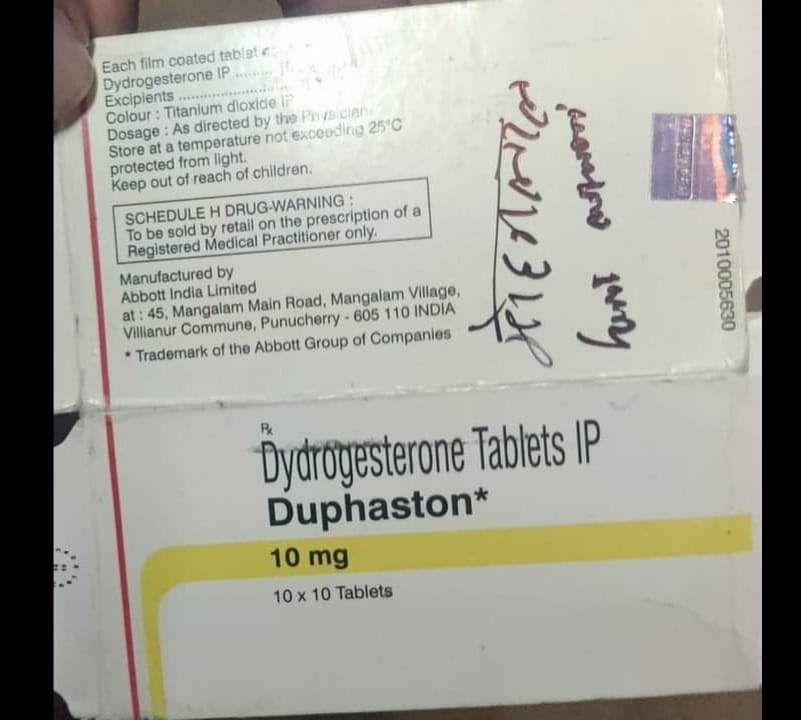 Each film coated tablet
Dydrogesterone IP ..........
Excipients ..............................
Colour : Titanium dioxide IP
Dosage : As directed by the Physician
Store at a temperature not exceeding 25°C
protected from light.
Keep out of reach of children.
SCHEDULE H DRUG-WARNING :
To be sold by retail on the prescription of a
Registered Medical Practitioner only.
Manufactured by
Abbott India Limited
at : 45, Mangalam Main Road, Mangalam Village,
Villianur Commune, Punucherry - 605 110 INDIA
* Trademark of the Abbott Group of Companies
2010005630
Rx
Dydrogesterone Tablets IP
Duphaston*
10 mg
10 x 10 Tablets